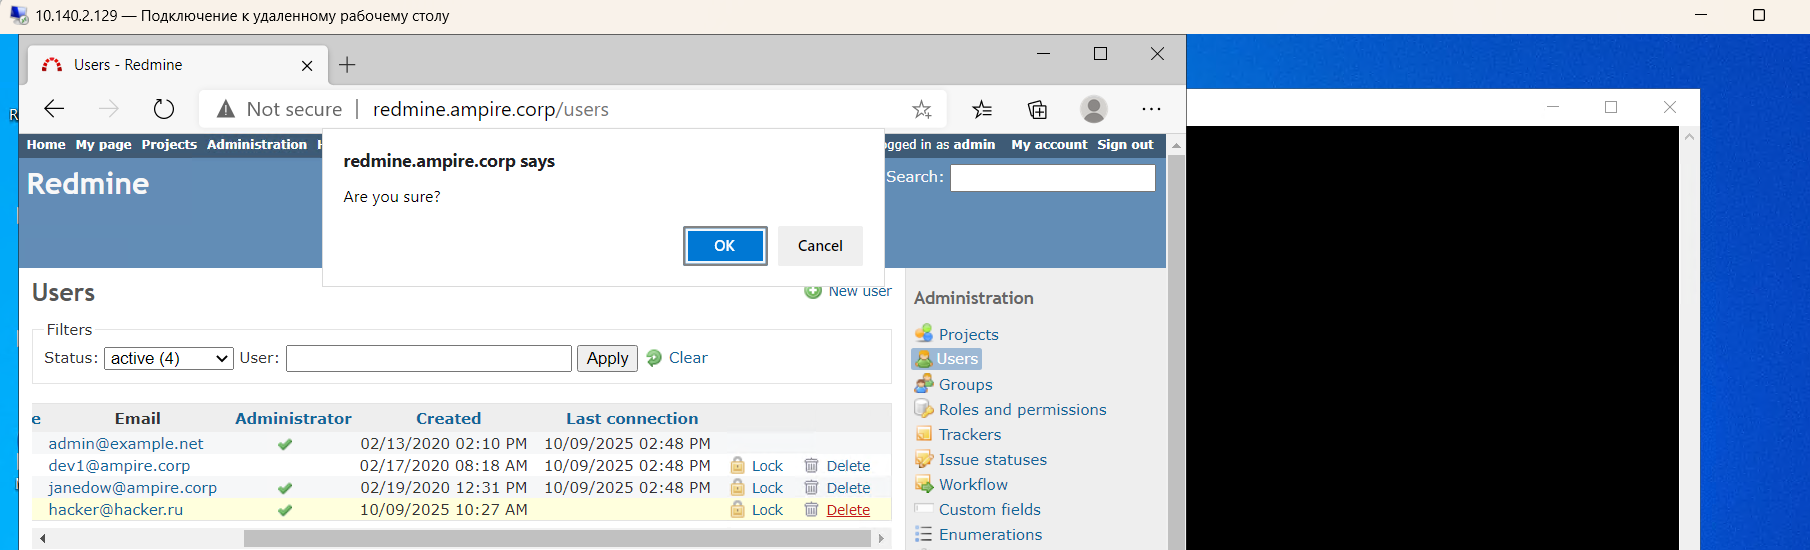 10.140.2.129 — Подключение к удаленному рабочему столу
Users - Redmine
Not secure | redmine.ampire.corp/users
Home My page Projects Administration
ogged in as admin My account Sign out
redmine.ampire.corp says
Are you sure?
OK Cancel
Redmine
Search:
Users
New user
Filters
Status: active (4) User: Apply Clear
e Email Administrator Created Last connection
admin@example.net 02/13/2020 02:10 PM 10/09/2025 02:48 PM
dev1@ampire.corp 02/17/2020 08:18 AM 10/09/2025 02:48 PM Lock Delete
janedow@ampire.corp 02/19/2020 12:31 PM 10/09/2025 02:48 PM Lock Delete
hacker@hacker.ru 10/09/2025 10:27 AM Lock Delete
Administration
Projects
Users
Groups
Roles and permissions
Trackers
Issue statuses
Workflow
Custom fields
Enumerations